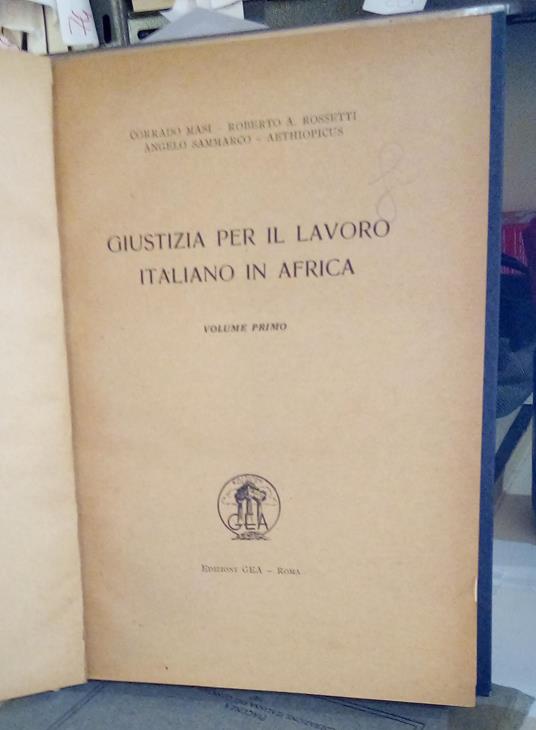 CORRADO MASI - ROBERTO A. ROSSETTI
ANGELO SAMMARCO - AETHIOPICUS
GIUSTIZIA PER IL LAVORO
ITALIANO IN AFRICA
VOLUME PRIMO
GEA
EDIZIONI GEA - ROMA